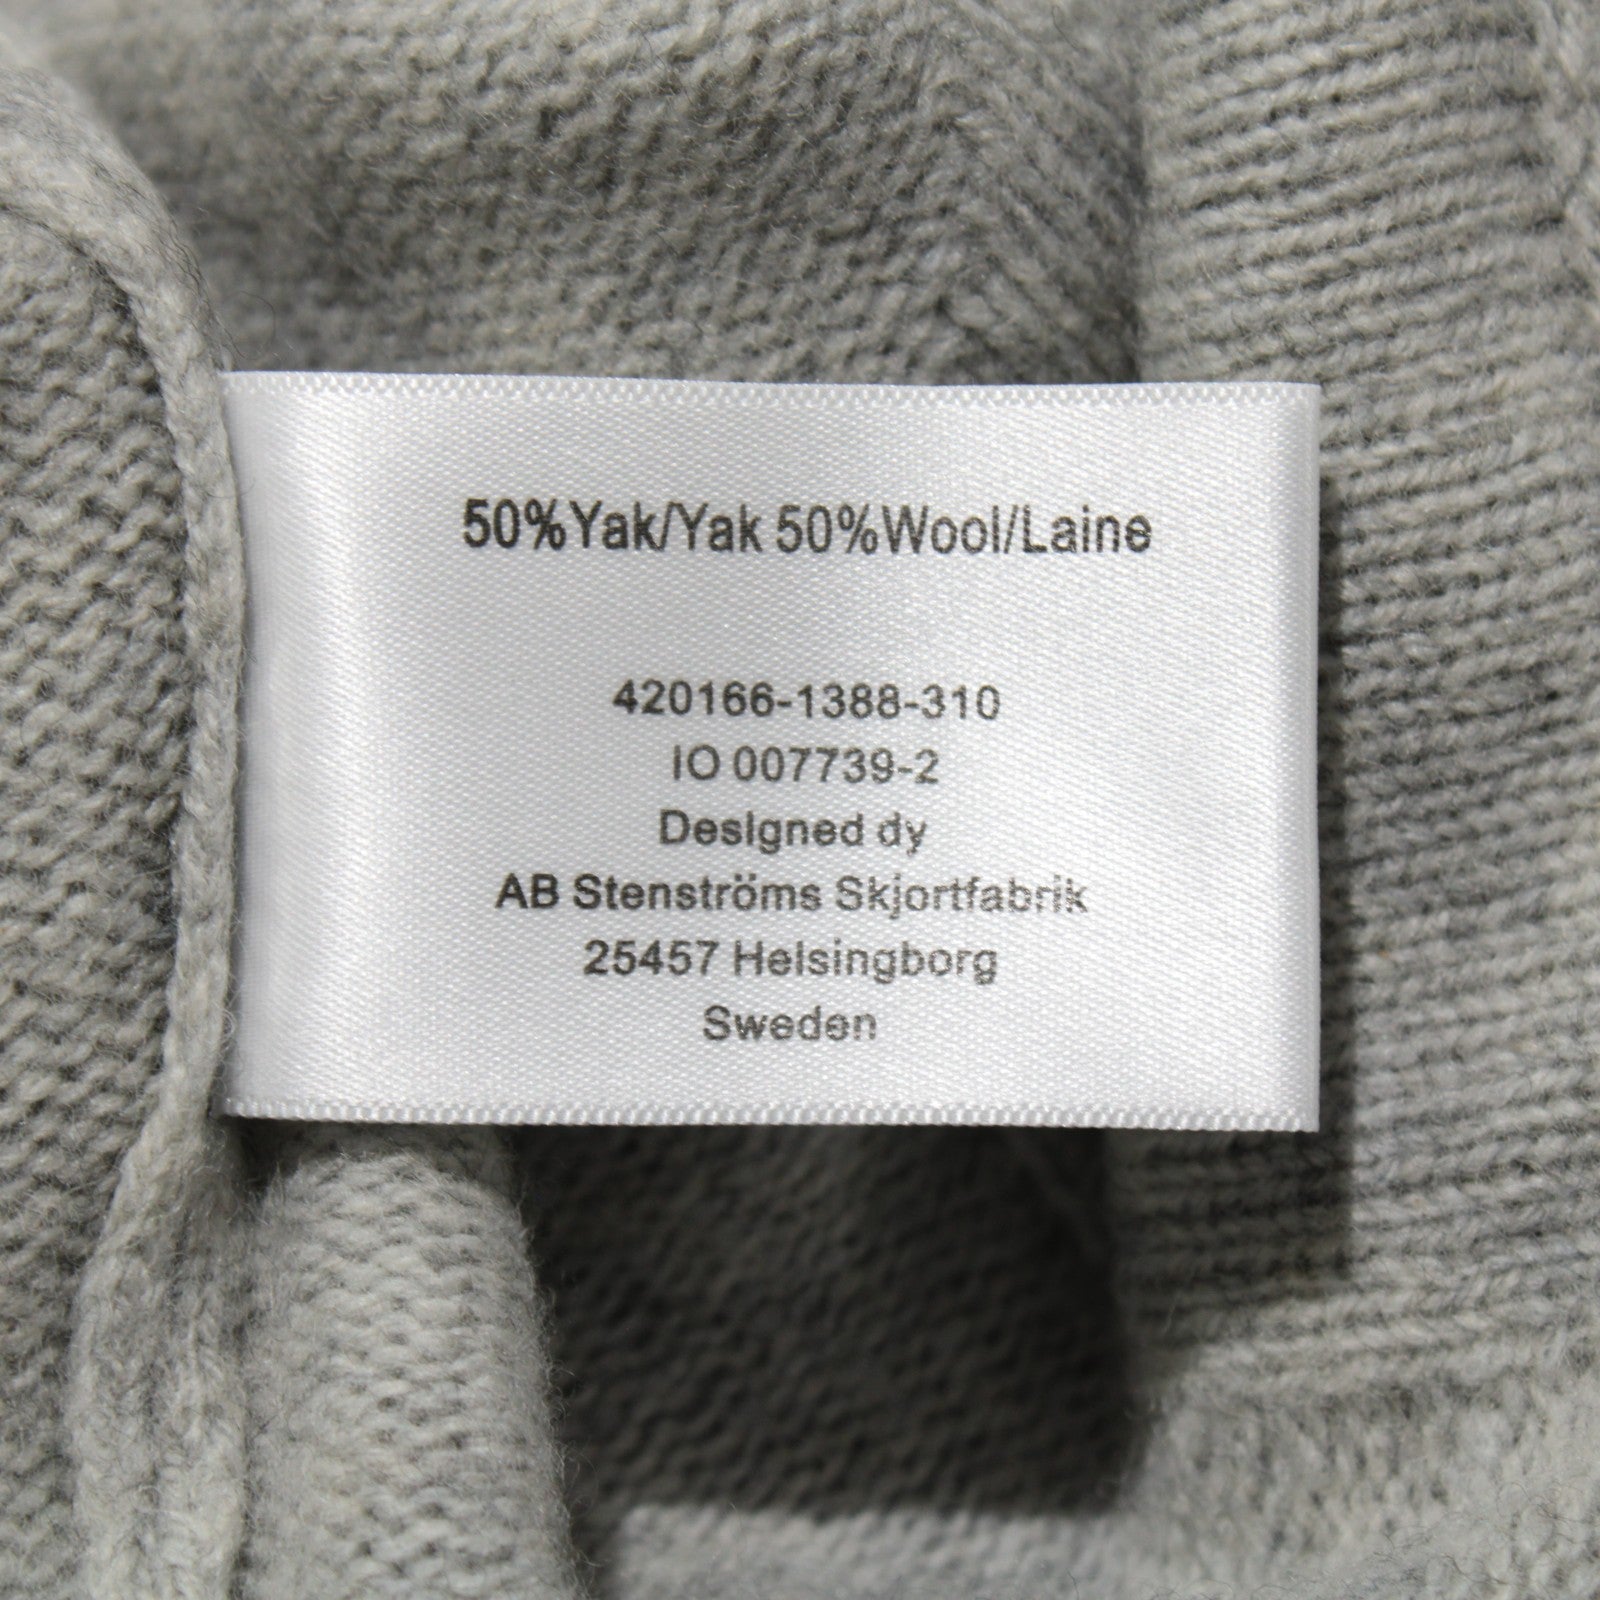 50%Yak/Yak 50%Wool/Laine
420166-1388-310
IO 007739-2
Designed dy
AB Stenströms Skjortfabrik
25457 Helsingborg
Sweden